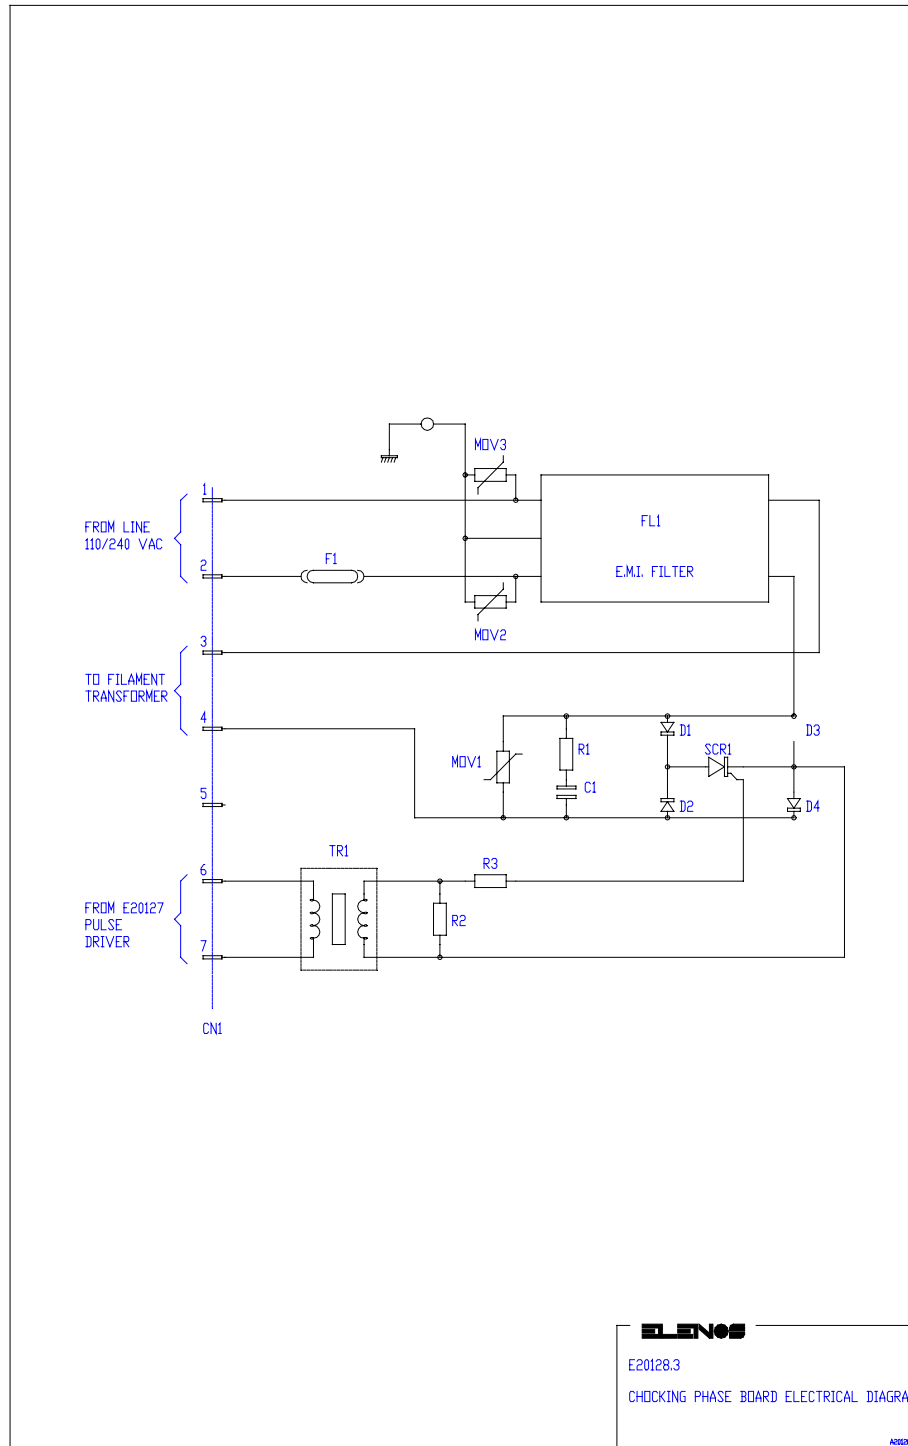 MOV3
1
FL1
FROM LINE
110/240 VAC
F1
2
E.M.I. FILTER
MOV2
3
TO FILAMENT
TRANSFORMER
4
D1
D3
R1
SCR1
MOV1
C1
5
D2
D4
TR1
6
R3
FROM E20127
PULSE
DRIVER
R2
7
CN1
ELENOS
E20128.3
CHOCKING PHASE BOARD ELECTRICAL DIAGRA